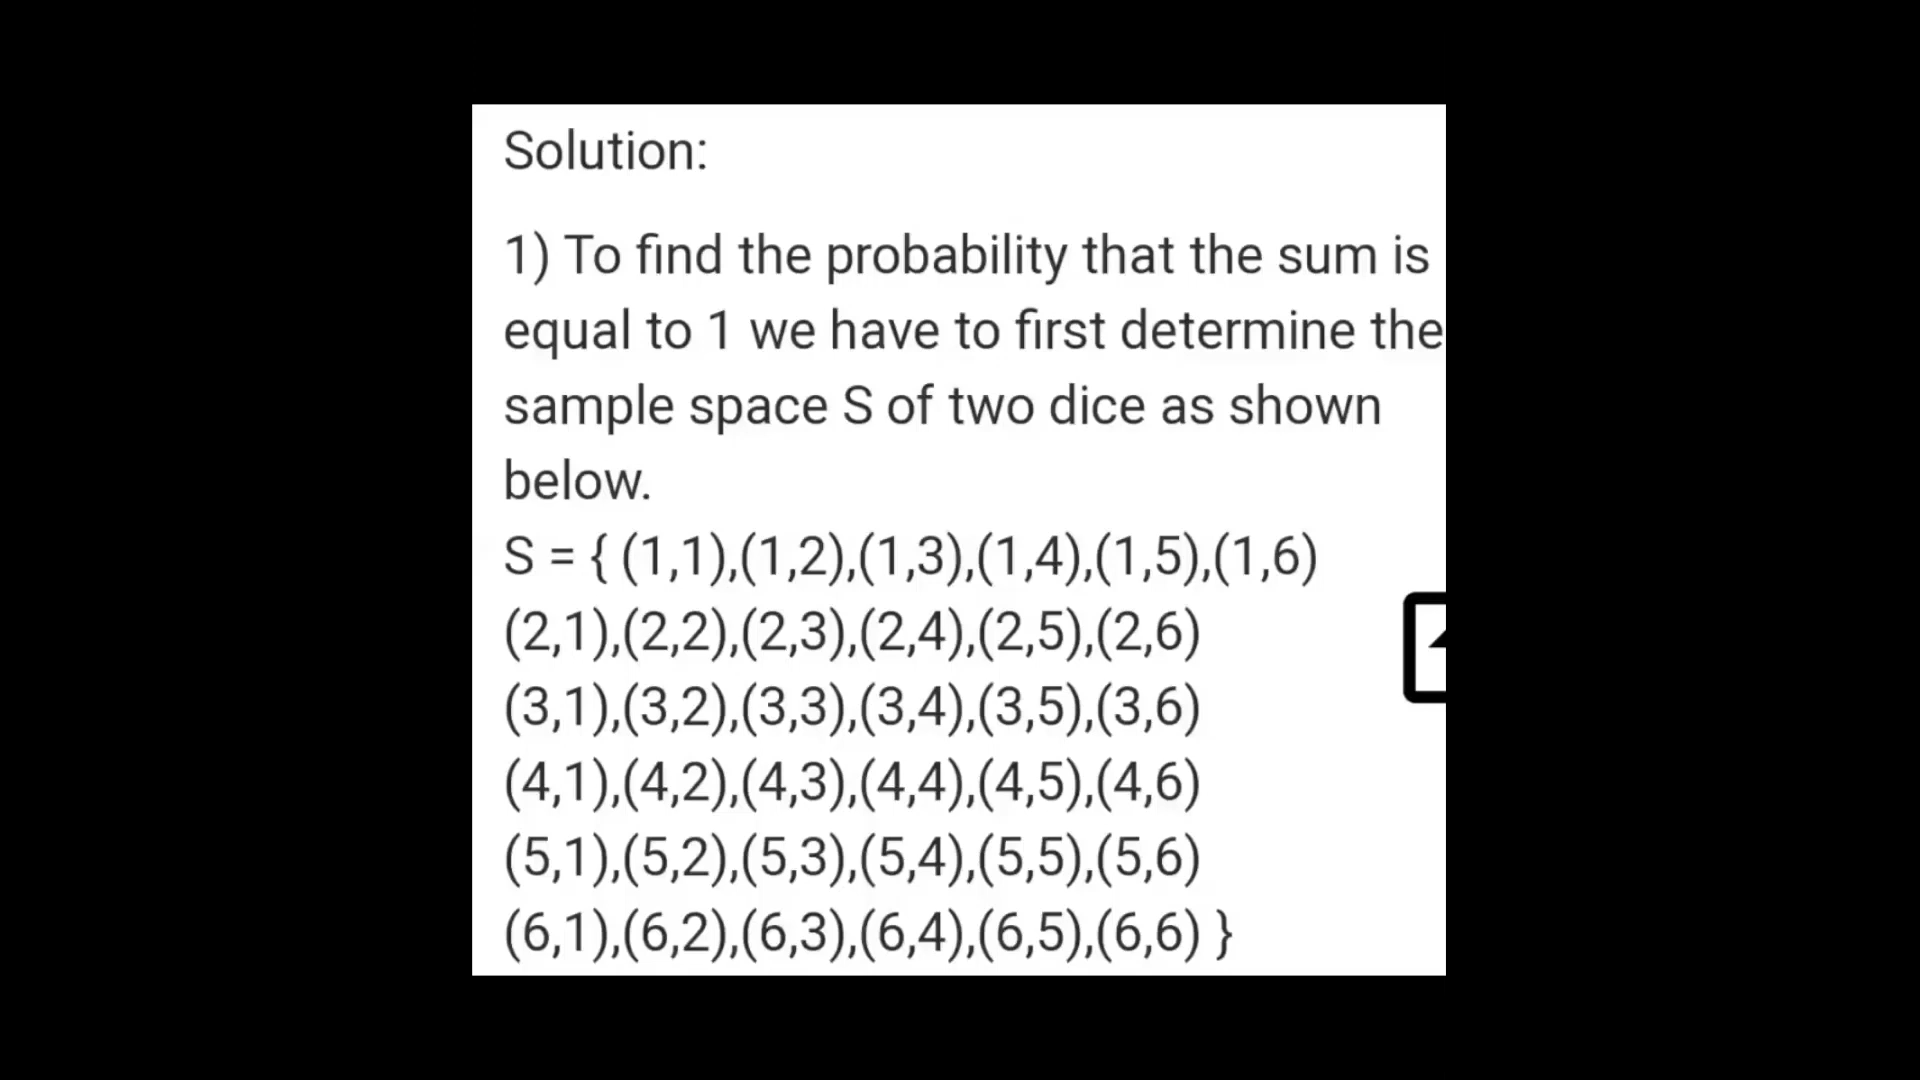 Solution:
1) To find the probability that the sum is
equal to 1 we have to first determine the
sample space S of two dice as shown
below.
S = { (1,1),(1,2),(1,3),(1,4),(1,5),(1,6)
(2,1),(2,2),(2,3),(2,4),(2,5),(2,6)
(3,1),(3,2),(3,3),(3,4),(3,5),(3,6)
(4,1),(4,2),(4,3),(4,4),(4,5),(4,6)
(5,1),(5,2),(5,3),(5,4),(5,5),(5,6)
(6,1),(6,2),(6,3),(6,4),(6,5),(6,6) }